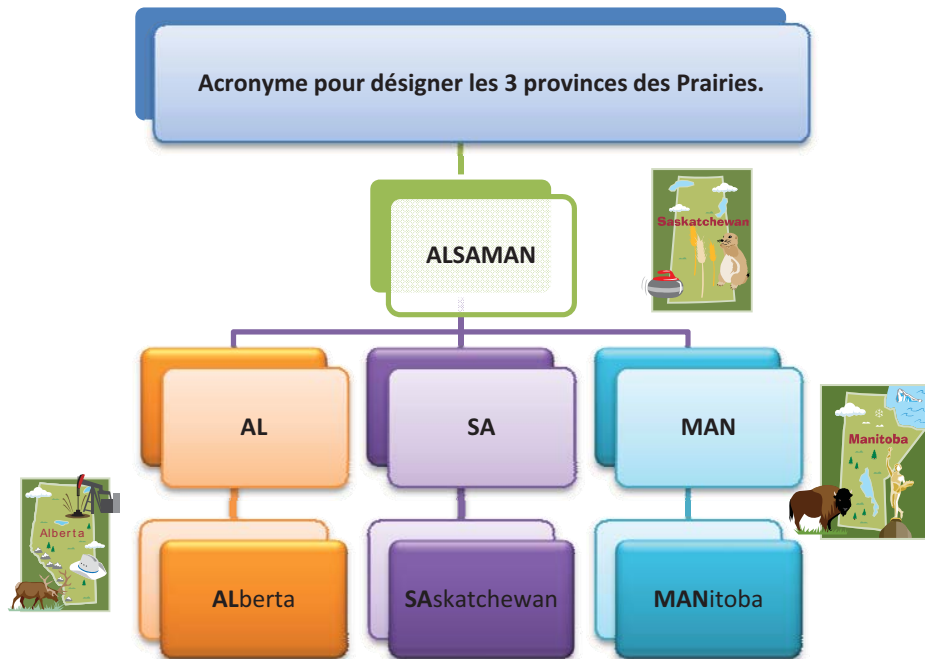 Acronyme pour désigner les 3 provinces des Prairies.
ALSAMAN
Saskatchewan
AL
SA
MAN
Manitoba
Alberta
ALberta
SAskatchewan
MANitoba